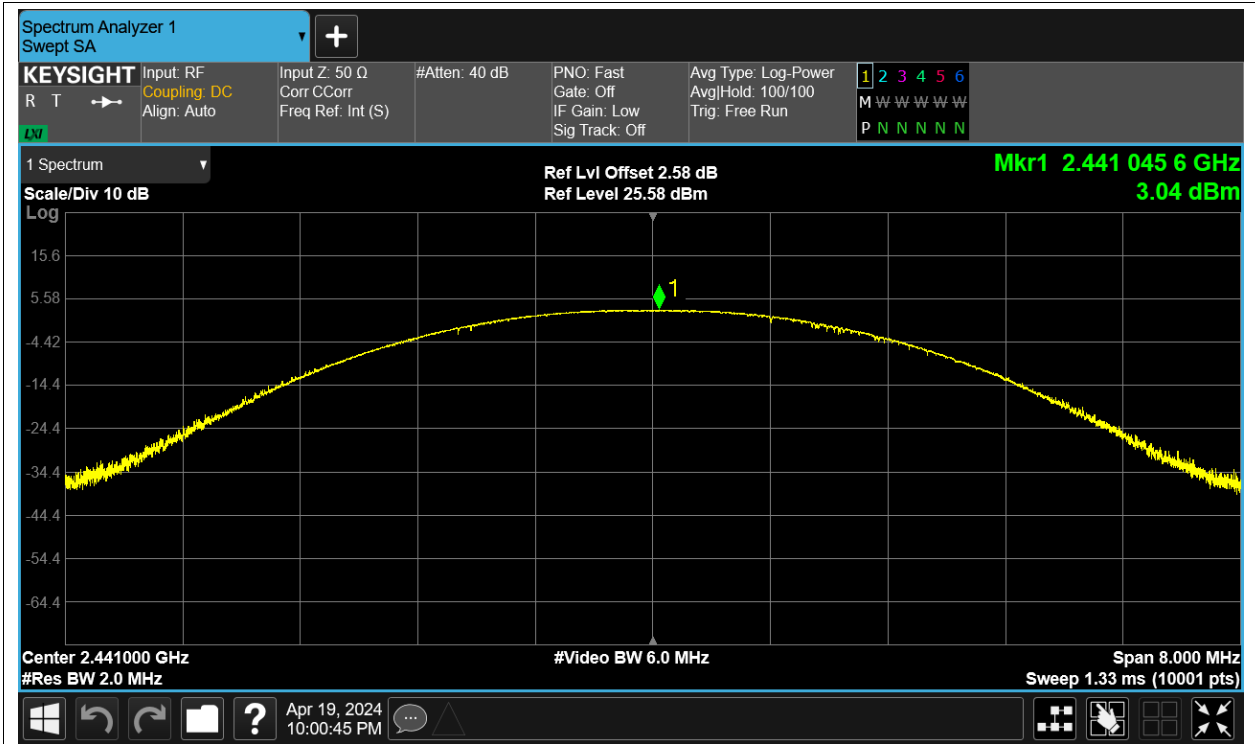 Spectrum Analyzer 1
Swept SA
+
KEYSIGHT
R T
LXI
Input: RF
Coupling: DC
Align: Auto
Input Z: 50 Ω
Corr CCorr
Freq Ref: Int (S)
#Atten: 40 dB
PNO: Fast
Gate: Off
IF Gain: Low
Sig Track: Off
Avg Type: Log-Power
Avg|Hold: 100/100
Trig: Free Run
1 2 3 4 5 6
M W W W W W
P N N N N N
1 Spectrum
Scale/Div 10 dB
Log
Ref Lvl Offset 2.58 dB
Ref Level 25.58 dBm
Mkr1 2.441 045 6 GHz
3.04 dBm
15.6
5.58
-4.42
-14.4
-24.4
-34.4
-44.4
-54.4
-64.4
1
Center 2.441000 GHz
#Video BW 6.0 MHz
Span 8.000 MHz
#Res BW 2.0 MHz
Sweep 1.33 ms (10001 pts)
?
Apr 19, 2024
10:00:45 PM